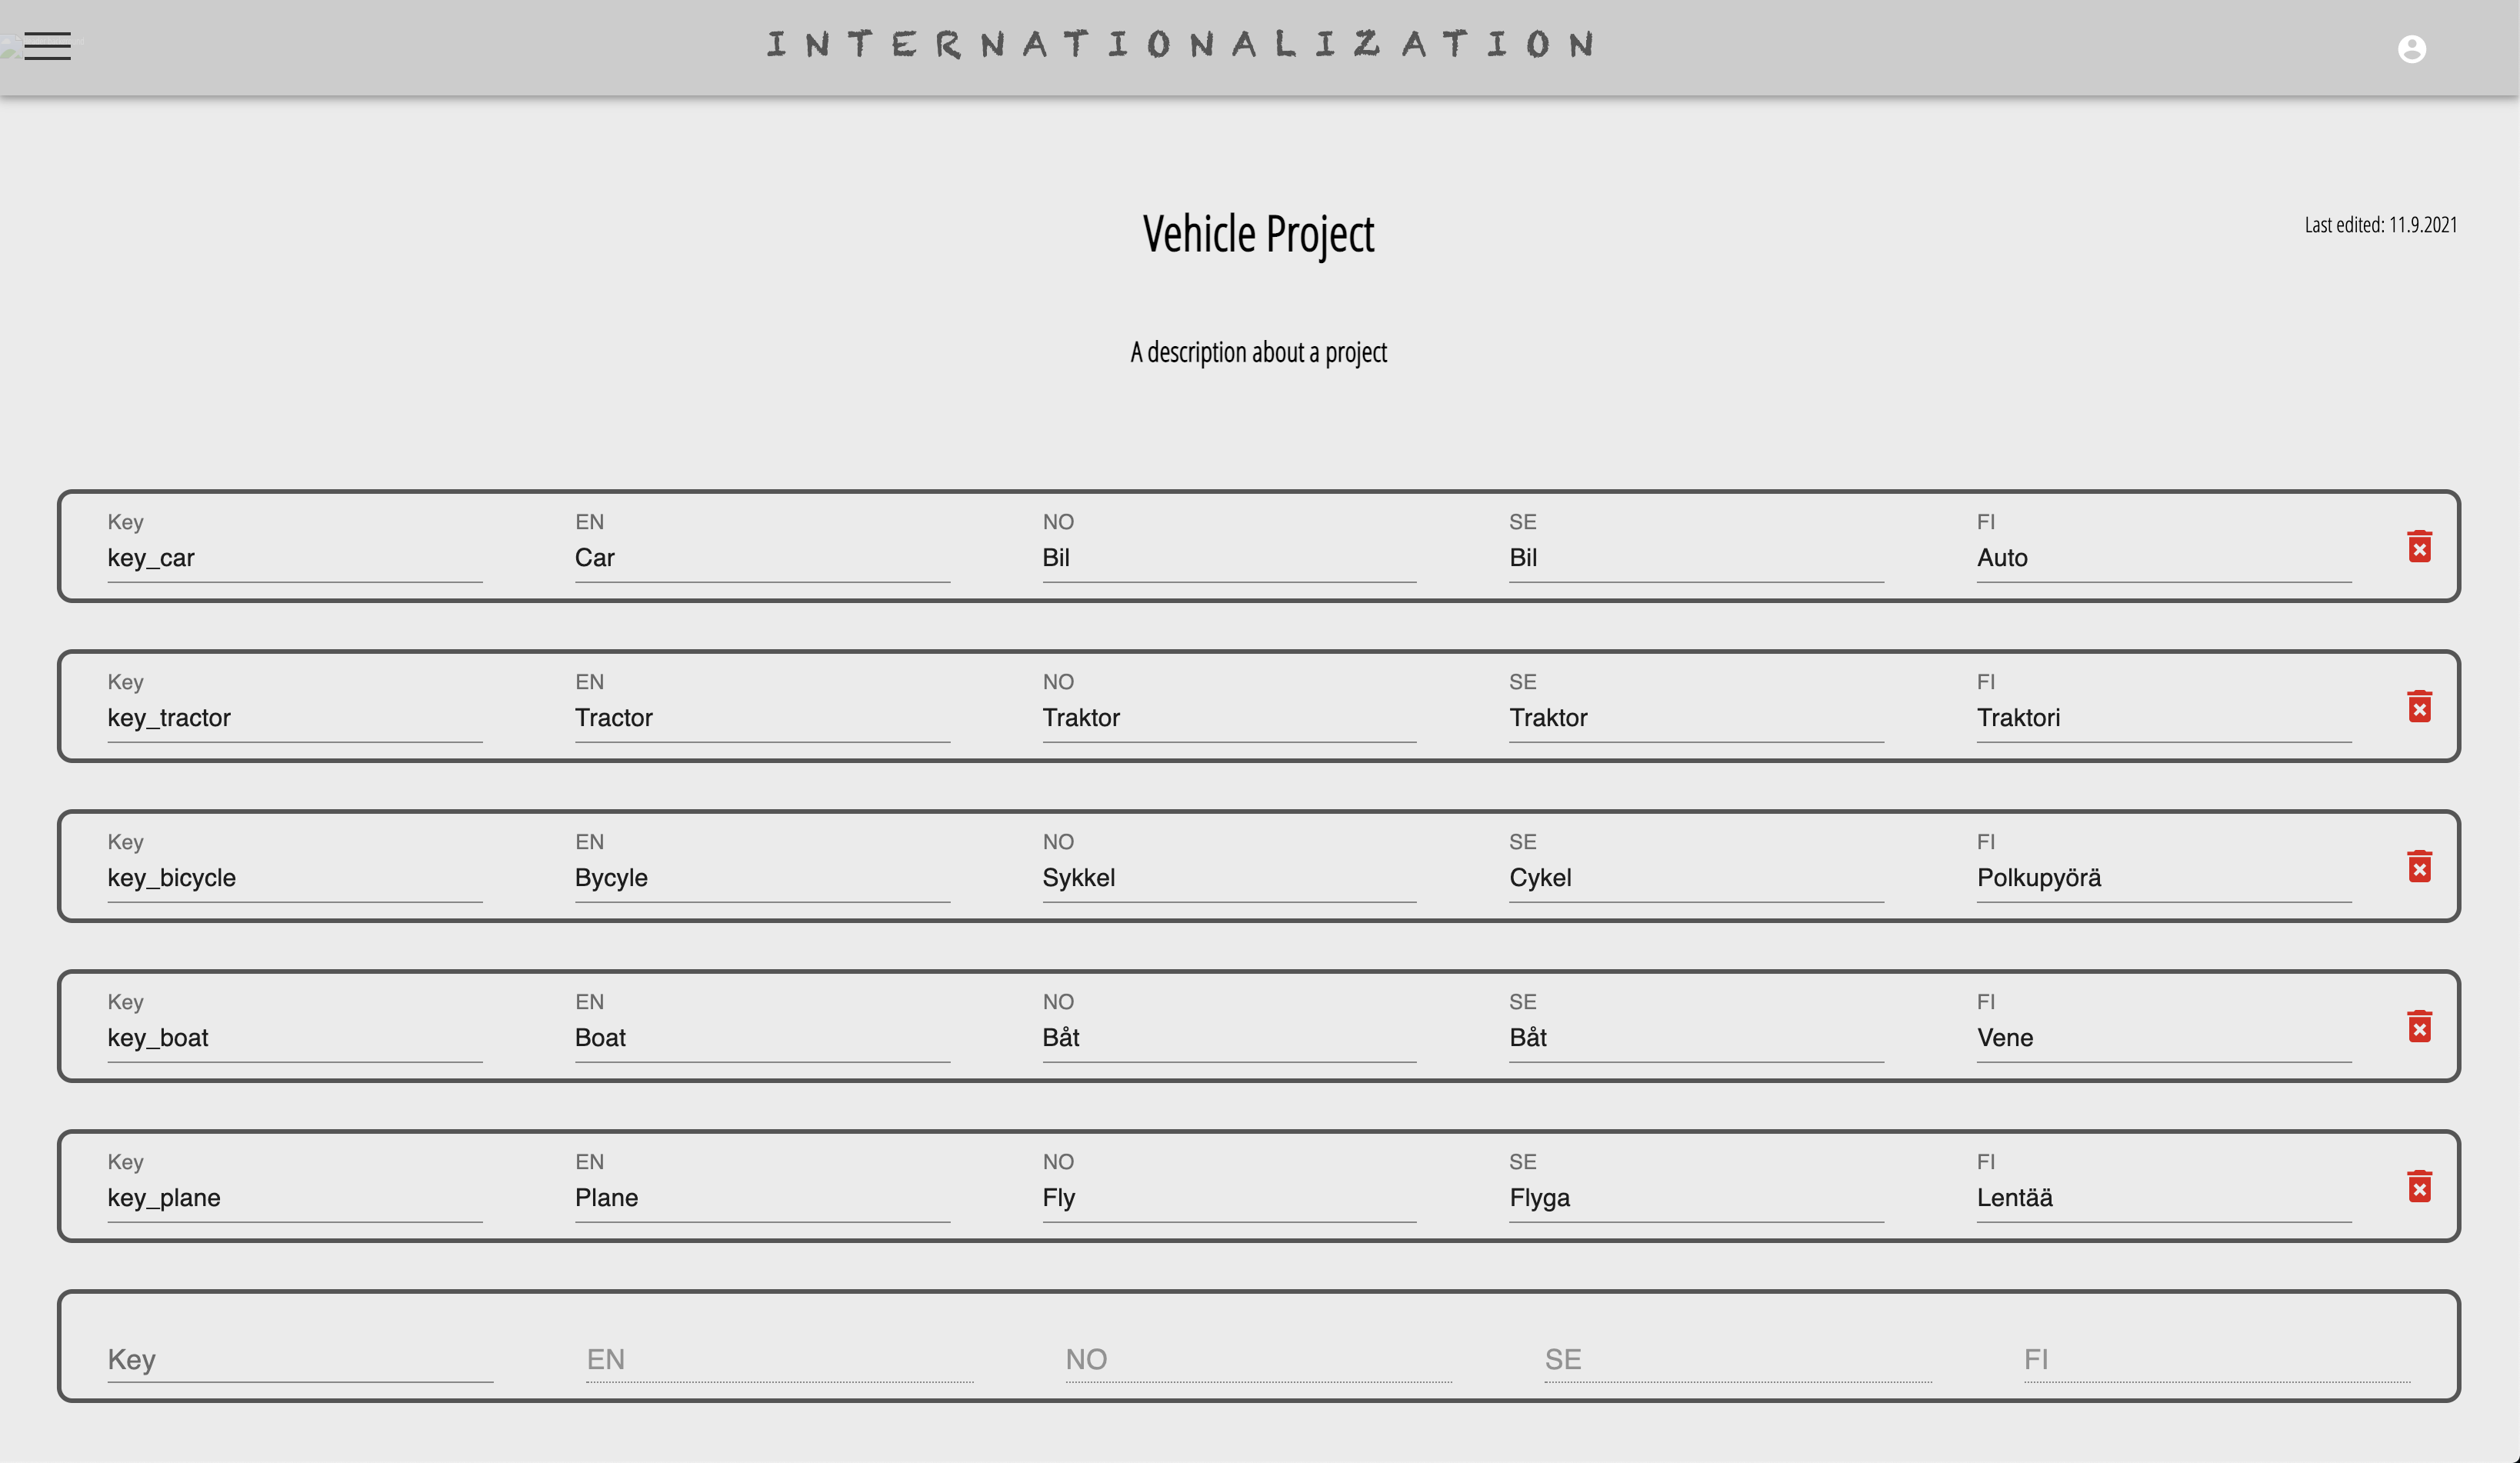 INTERNATIONALIZATION
Vehicle Project
Last edited: 11.9.2021
A description about a project
Key EN NO SE FI
key_car Car Bil Bil Auto
Key EN NO SE FI
key_tractor Tractor Traktor Traktor Traktori
Key EN NO SE FI
key_bicycle Bycyle Sykkel Cykel Polkupyörä
Key EN NO SE FI
key_boat Boat Båt Båt Vene
Key EN NO SE FI
key_plane Plane Fly Flyga Lentää
Key EN NO SE FI